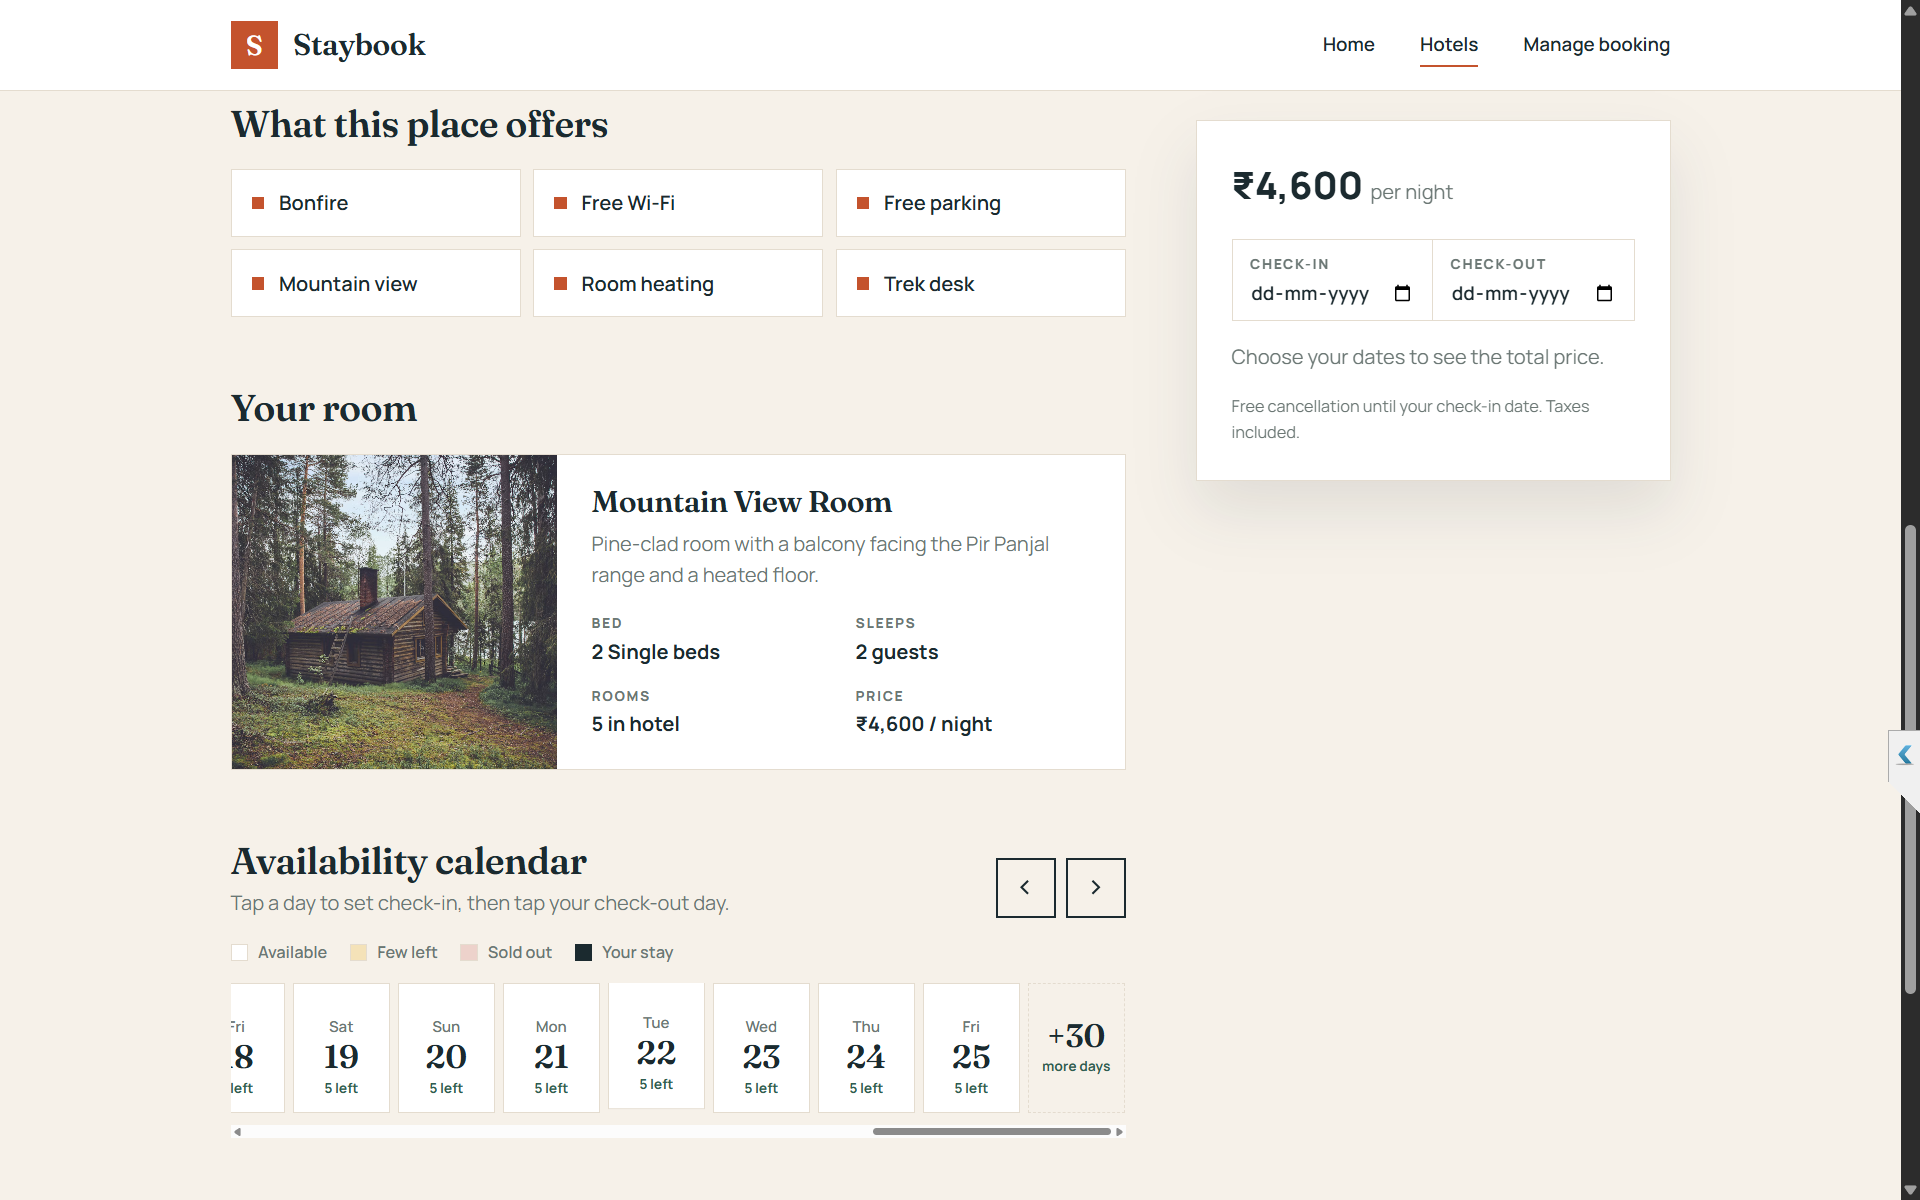 S Staybook
Home Hotels Manage booking
What this place offers
Bonfire
Free Wi-Fi
Free parking
Mountain view
Room heating
Trek desk
Your room
Mountain View Room
Pine-clad room with a balcony facing the Pir Panjal
range and a heated floor.
BED
2 Single beds
SLEEPS
2 guests
ROOMS
5 in hotel
PRICE
₹4,600 / night
Availability calendar
Tap a day to set check-in, then tap your check-out day.
Available Few left Sold out Your stay
Fri
18
left
Sat
19
5 left
Sun
20
5 left
Mon
21
5 left
Tue
22
5 left
Wed
23
5 left
Thu
24
5 left
Fri
25
5 left
+30
more days
₹4,600 per night
CHECK-IN
dd-mm-yyyy
CHECK-OUT
dd-mm-yyyy
Choose your dates to see the total price.
Free cancellation until your check-in date. Taxes
included.